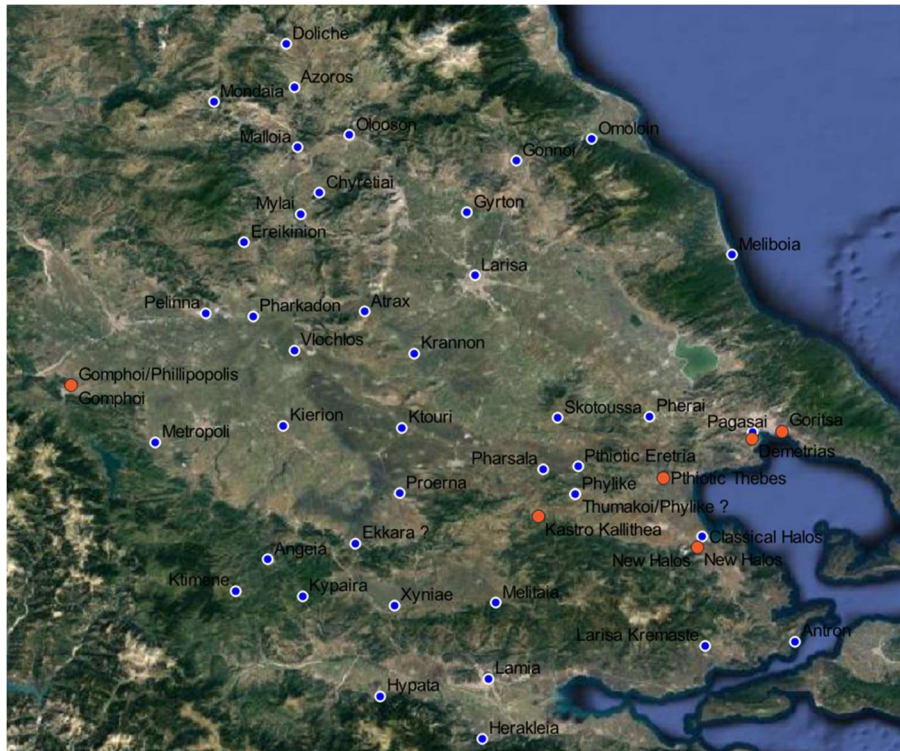 Doliche
Azoros
Mondaia
Olooson
Omoloin
Malloia
Gonnoi
Chyretiai
Mylai
Gyrton
Ereikinion
Meliboia
Larisa
Pelinna
Pharkadon
Atrax
Vlochlos
Krannon
Gomphoi/Phillipopolis
Gomphoi
Skotoussa
Pherai
Kierion
Ktouri
Pagasai
Goritsa
Metropoli
Demetrias
Pharsala
Pthiotic Eretria
Pthiotic Thebes
Proerna
Phylike
Thumakoi/Phylike ?
Kastro Kallithea
Ekkara ?
Classical Halos
Angeia
New Halos
New Halos
Ktimene
Kypaira
Xyniae
Melitaia
Larisa Kremaste
Antron
Lamia
Hypata
Herakleia